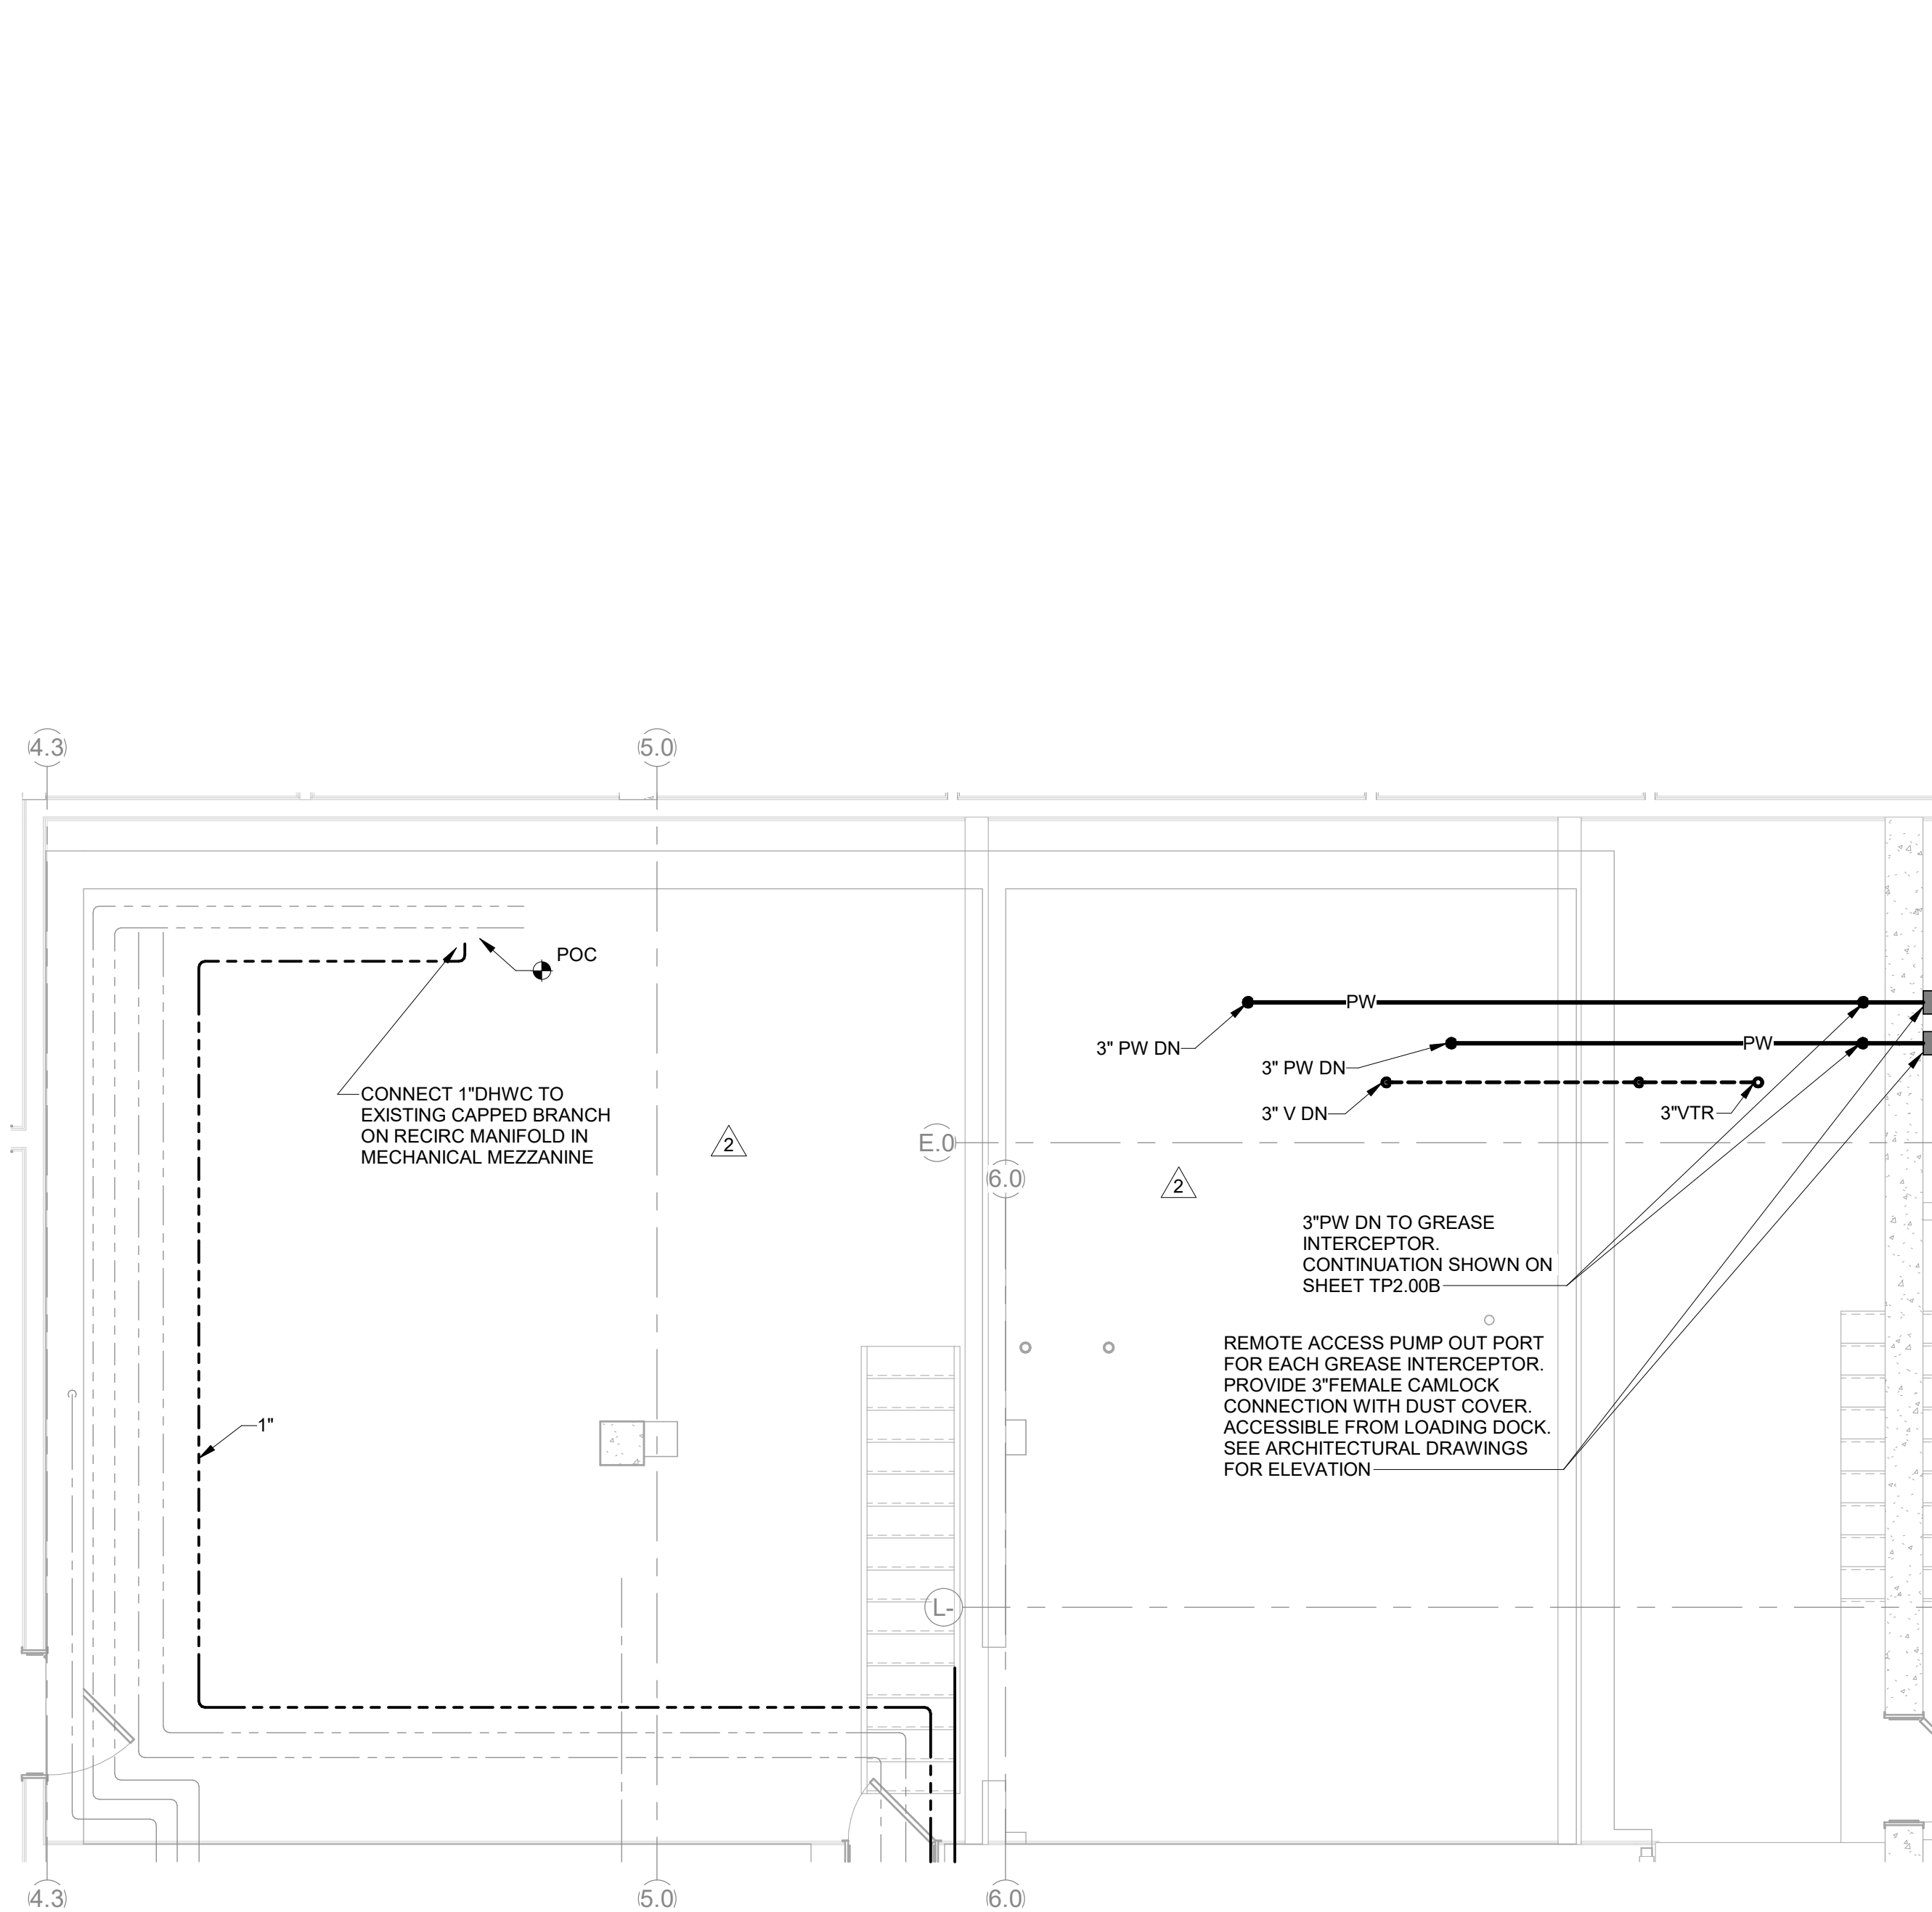 4.3
5.0
POC
PW
3" PW DN
PW
3" PW DN
3" V DN
3"VTR
CONNECT 1"DHWC TO
EXISTING CAPPED BRANCH
ON RECIRC MANIFOLD IN
MECHANICAL MEZZANINE
2
E.0
6.0
2
3"PW DN TO GREASE
INTERCEPTOR.
CONTINUATION SHOWN ON
SHEET TP2.00B
REMOTE ACCESS PUMP OUT PORT
FOR EACH GREASE INTERCEPTOR.
PROVIDE 3"FEMALE CAMLOCK
CONNECTION WITH DUST COVER.
ACCESSIBLE FROM LOADING DOCK.
SEE ARCHITECTURAL DRAWINGS
FOR ELEVATION
1"
L-
4.3
5.0
6.0